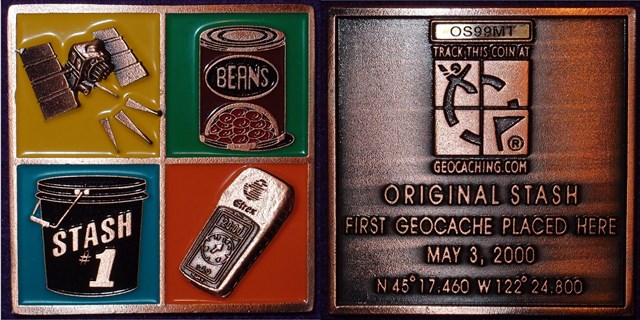 BEANS
STASH
#1
Etrex
OS99MT
TRACK THIS COIN AT
®
GEOCACHING.COM
ORIGINAL STASH
FIRST GEOCACHE PLACED HERE
MAY 3, 2000
N 45° 17.460 W 122° 24.800